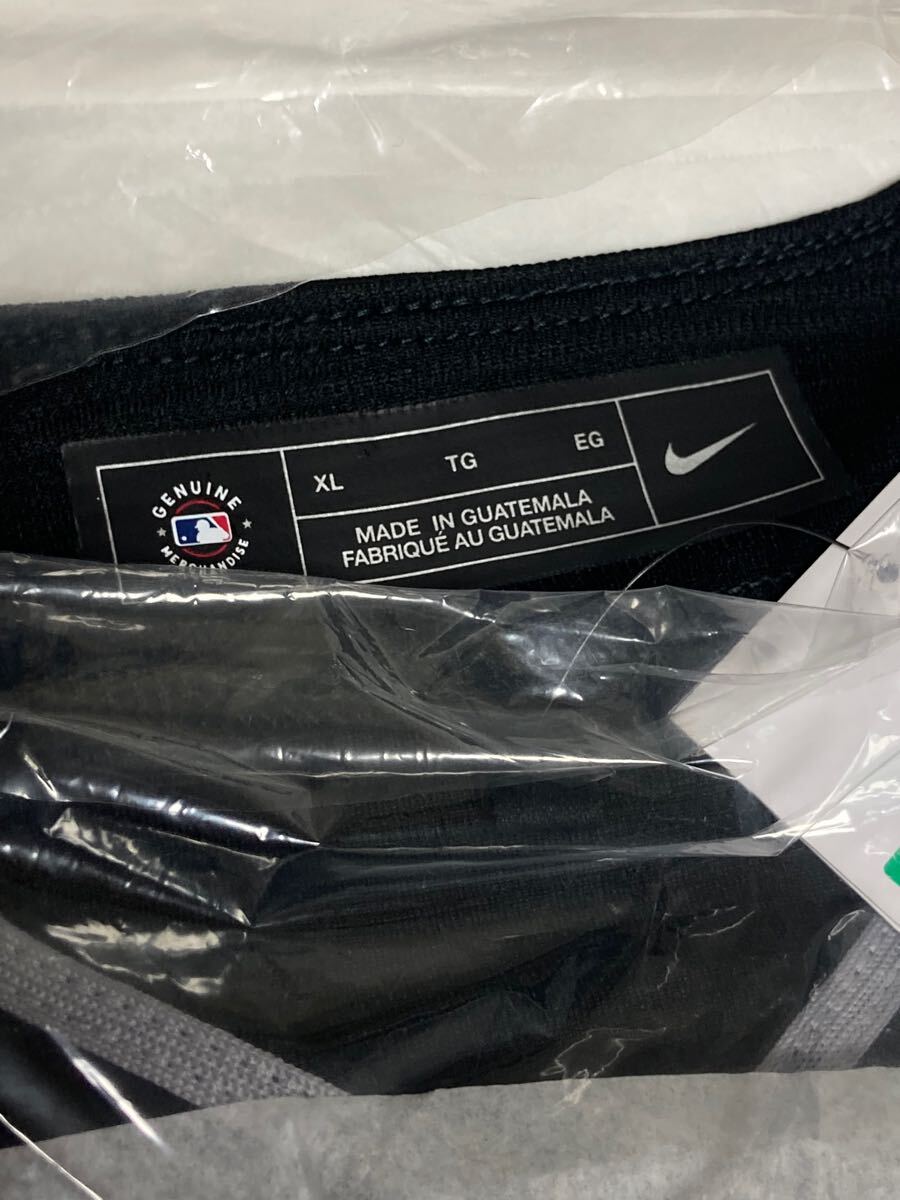 GENUINE
MERCHANDISE
XL TG EG
MADE IN GUATEMALA
FABRIQUÉ AU GUATEMALA